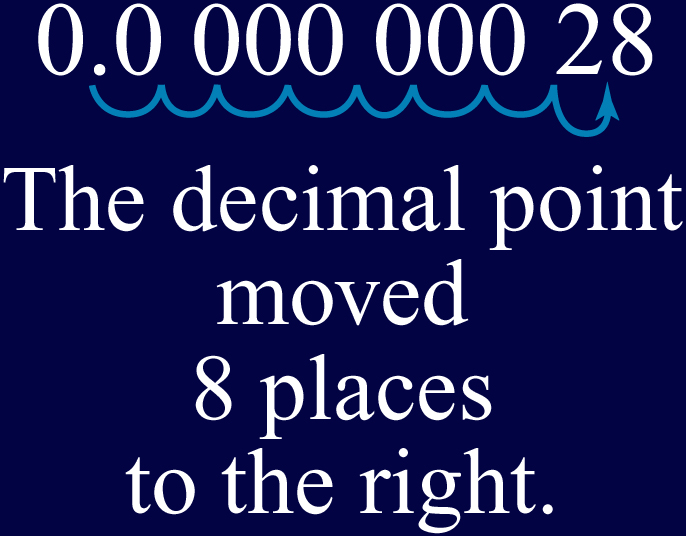 0.0 000 000 28
The decimal point
moved
8 places
to the right.